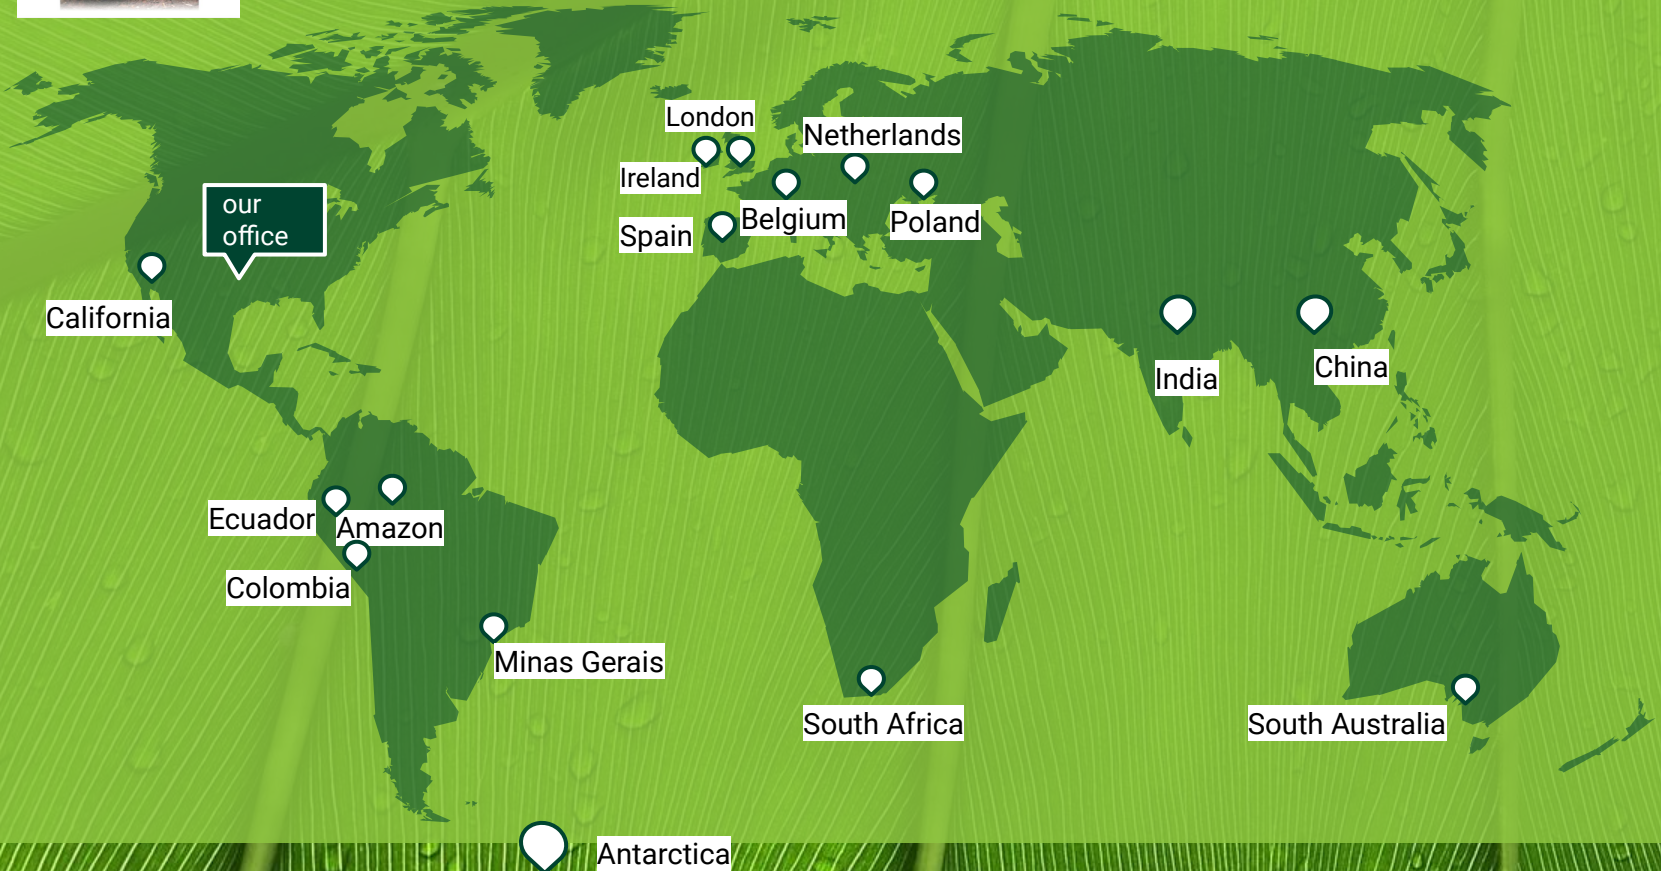 London
Netherlands
Ireland
our
office
Belgium
Poland
Spain
California
China
India
Ecuador
Amazon
Colombia
Minas Gerais
South Africa
South Australia
Antarctica